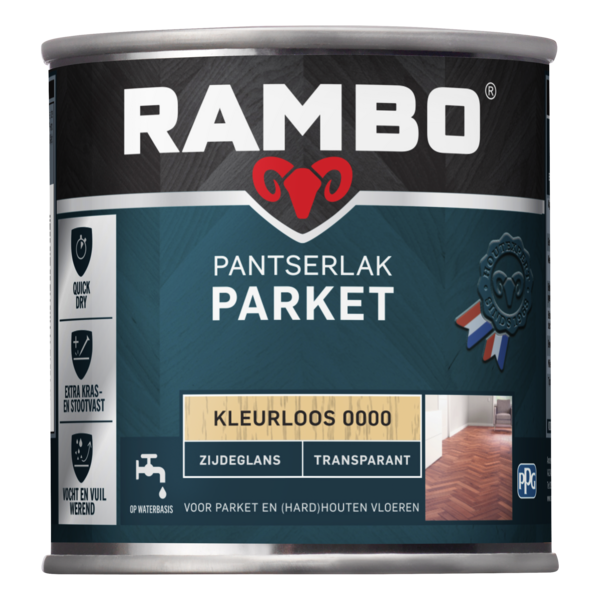 RAMBO®
PANTSERLAK
PARKET
QUICK
DRY
EXTRA KRAS-
EN STOOTVAST
VOCHT EN VUIL
WEREND
KLEURLOOS 0000
ZIJDEGLANS
TRANSPARANT
OP WATERBASIS
VOOR PARKET EN (HARD)HOUTEN VLOEREN
PPG